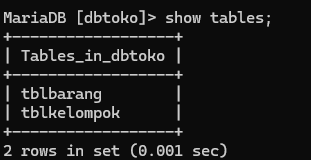 MariaDB [dbtoko]> show tables;
+------------------+
| Tables_in_dbtoko |
+------------------+
| tblbarang        |
| tblkelompok      |
+------------------+
2 rows in set (0.001 sec)